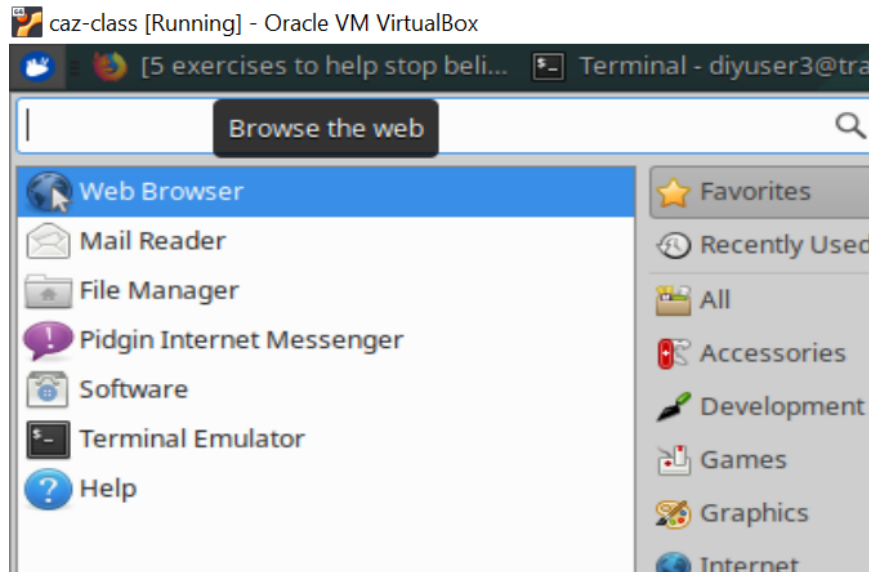 caz-class [Running] - Oracle VM VirtualBox
[5 exercises to help stop beli... Terminal - diyuser3@tra
Browse the web
Web Browser
Mail Reader
File Manager
Pidgin Internet Messenger
Software
Terminal Emulator
Help
Favorites
Recently Used
All
Accessories
Development
Games
Graphics
Internet